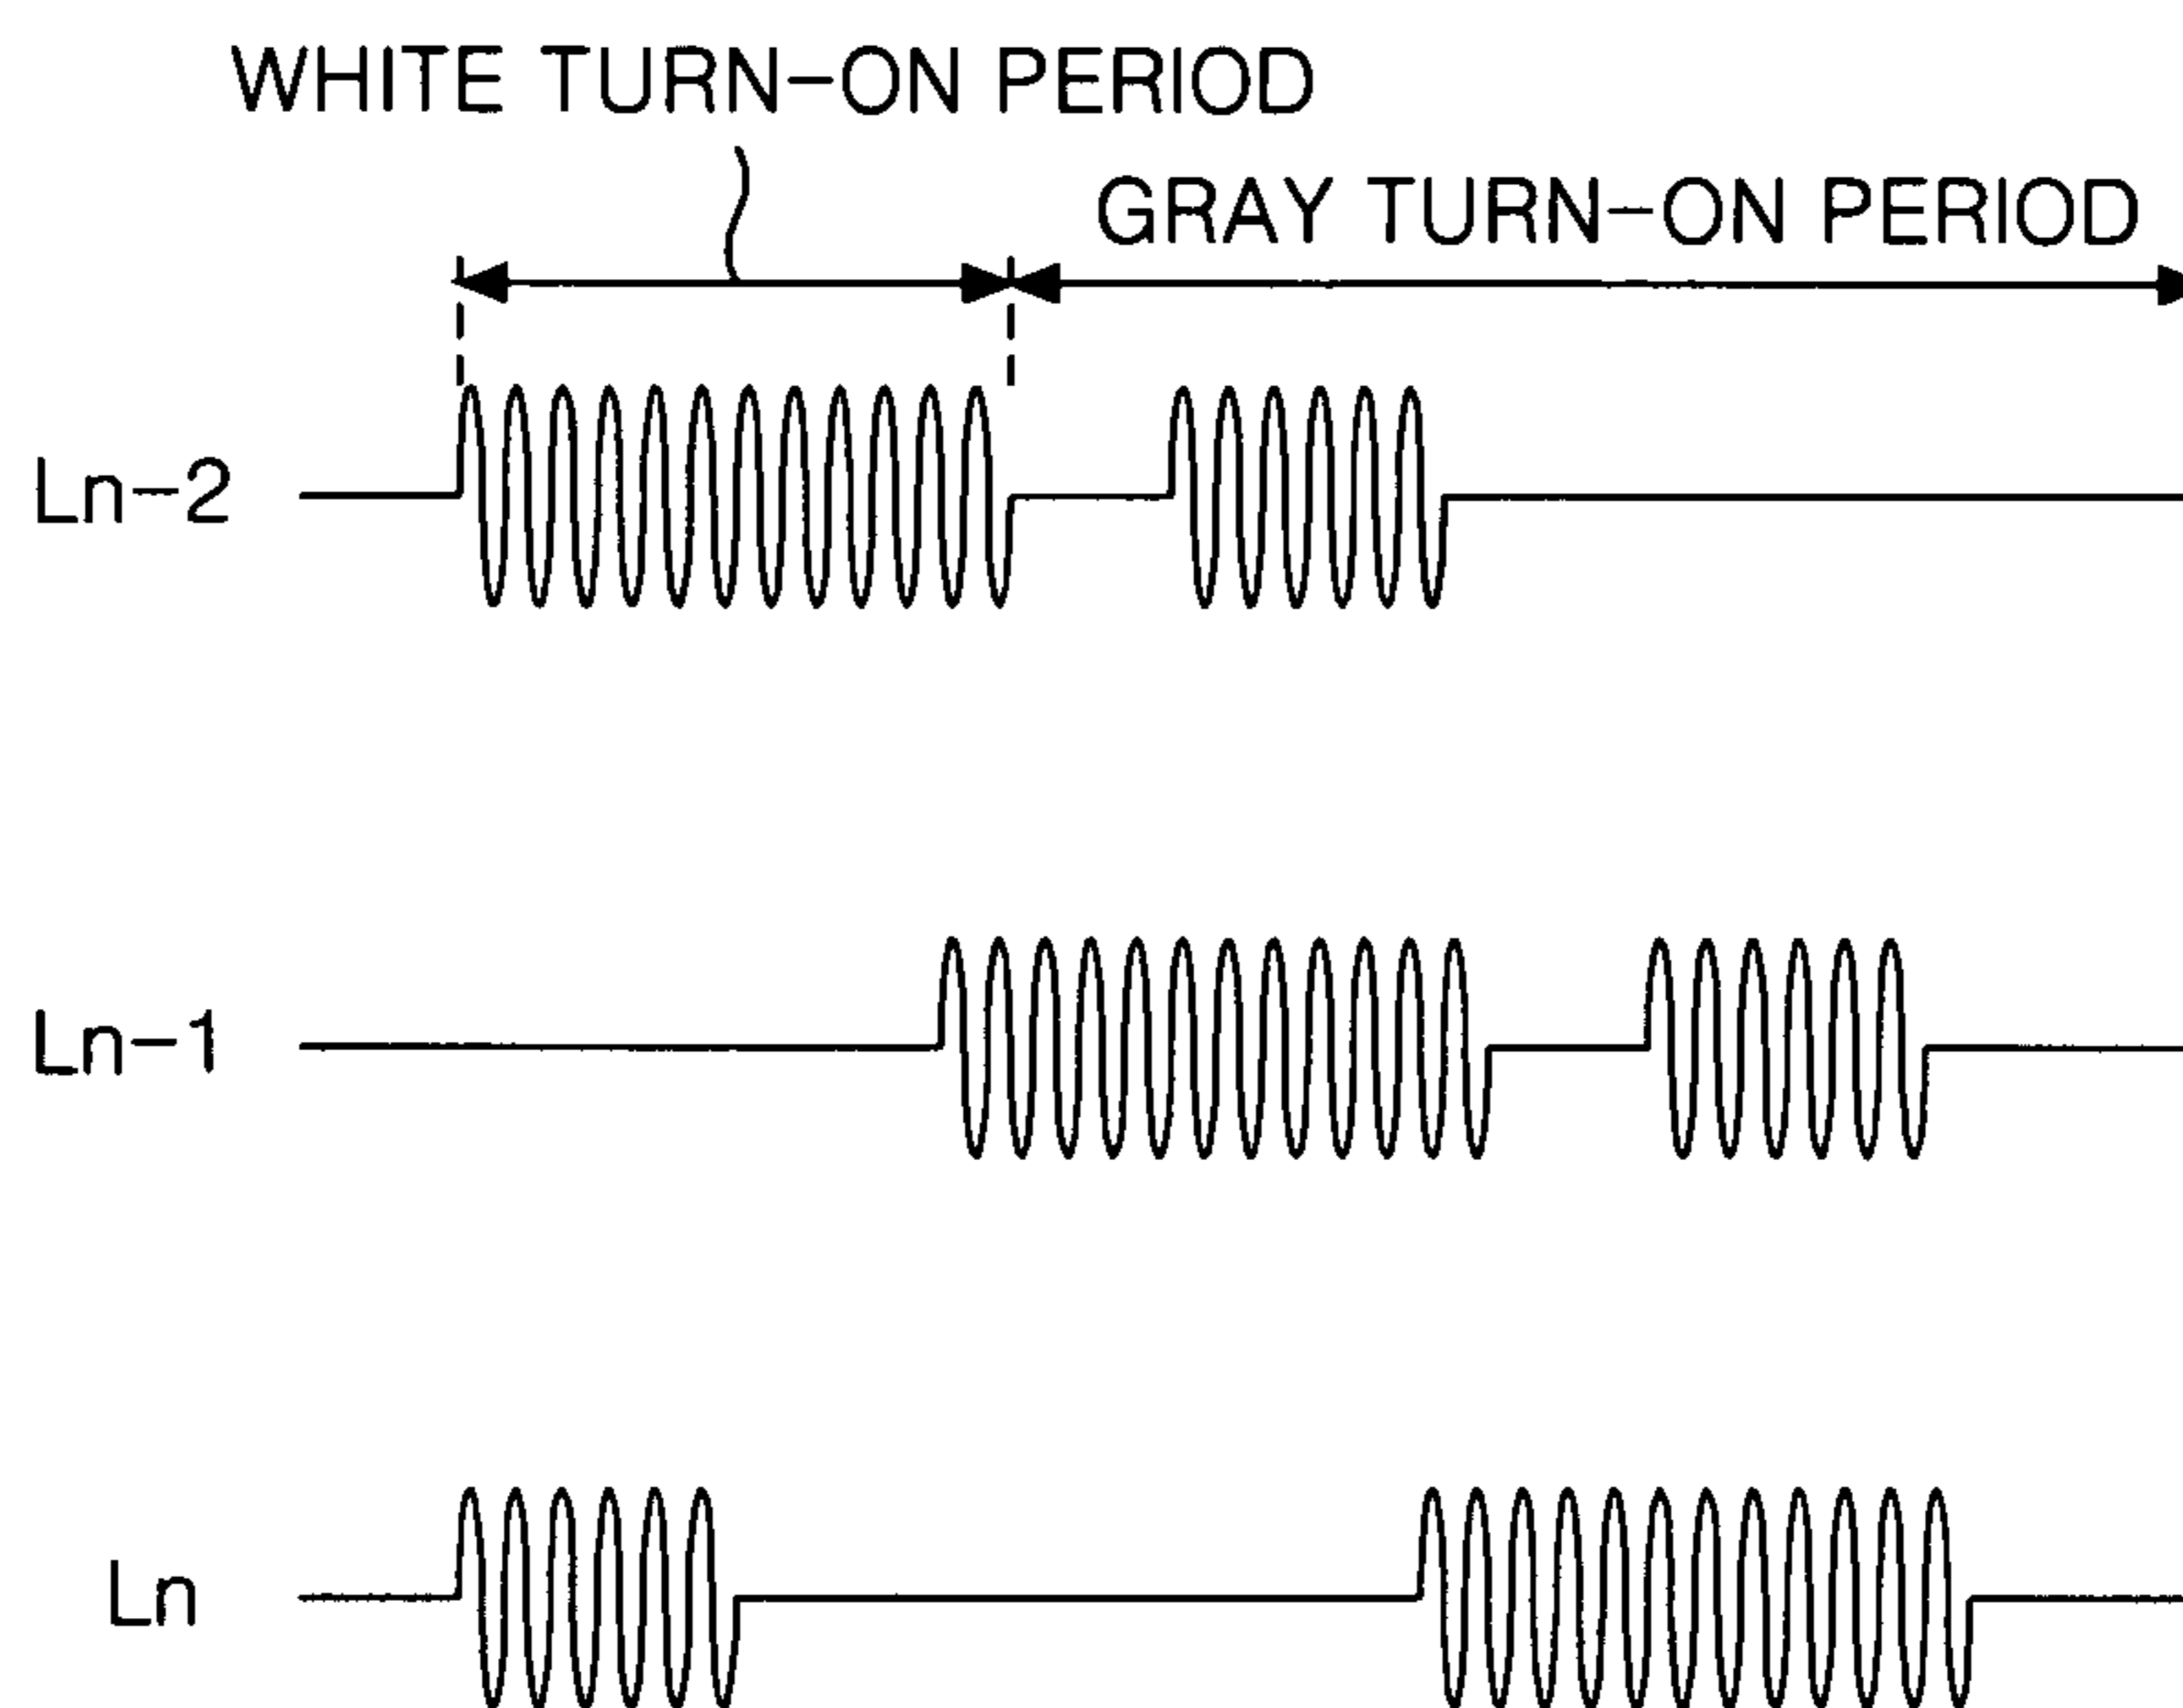 WHITE TURN-ON PERIOD
GRAY TURN-ON PERIOD
Ln-2
Ln-1
Ln